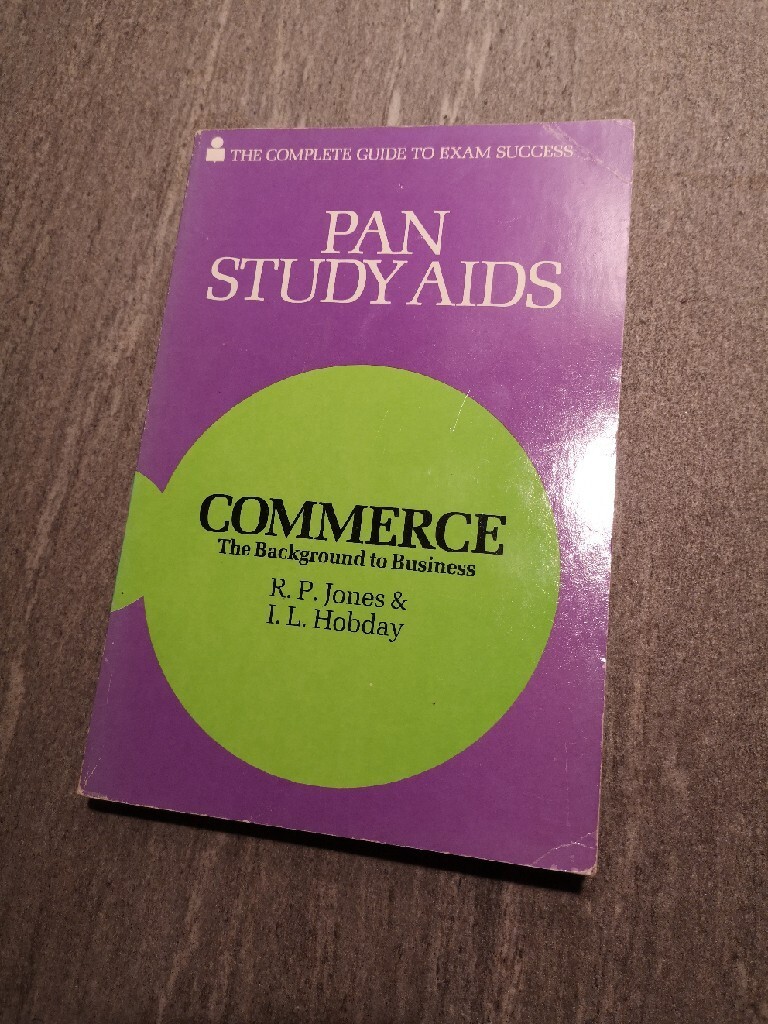 THE COMPLETE GUIDE TO EXAM SUCCESS
PAN
STUDY AIDS
COMMERCE
The Background to Business
R. P. Jones &
I. L. Hobday